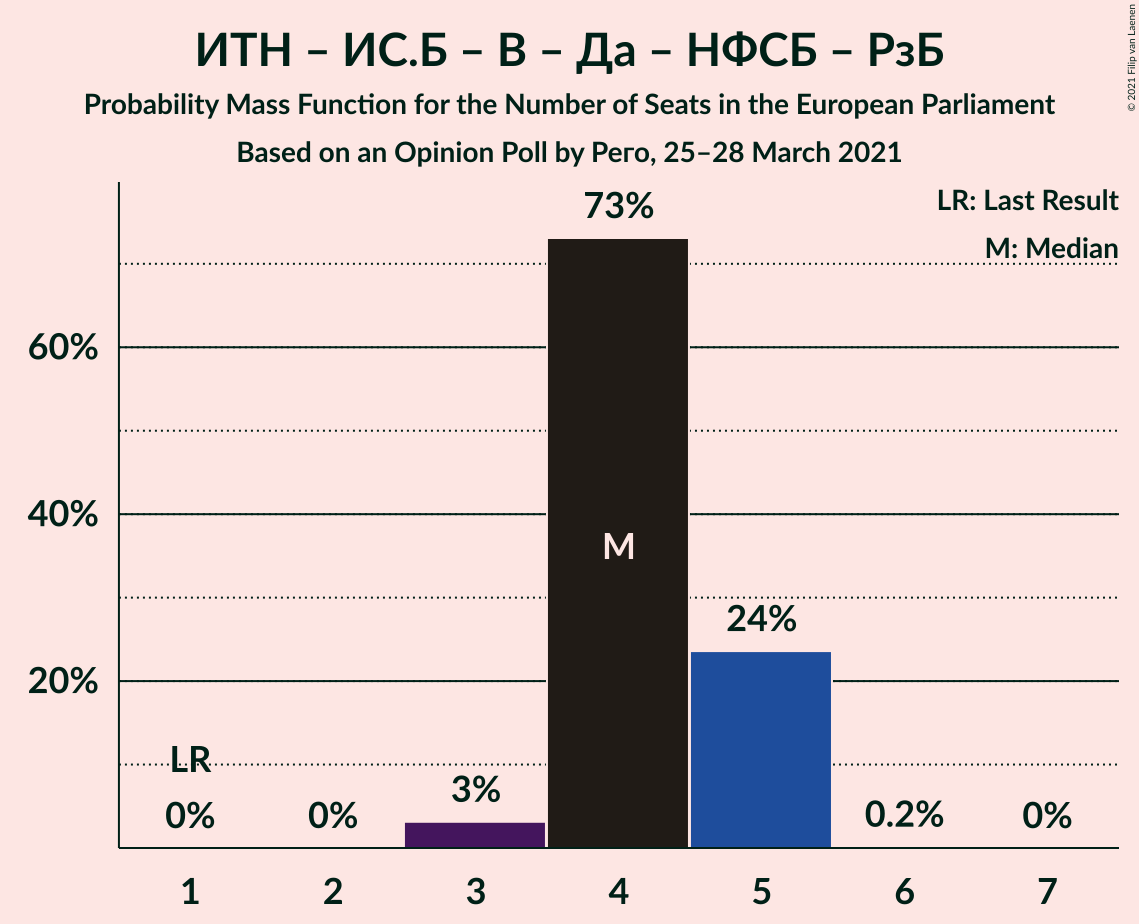 ИТН – ИС.Б – В – Да – НФСБ – РзБ
Probability Mass Function for the Number of Seats in the European Parliament
Based on an Opinion Poll by Pero, 25–28 March 2021
© 2021 Filip van Laenen
LR: Last Result
M: Median
73%
60%
40%
M
24%
20%
LR
0%
0%
3%
0.2%
0%
1
2
3
4
5
6
7